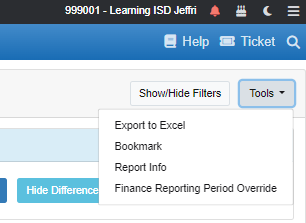 999001 - Learning ISD Jeffri
Help Ticket
Show/Hide Filters Tools
Export to Excel
Bookmark
Report Info
Finance Reporting Period Override
Hide Difference